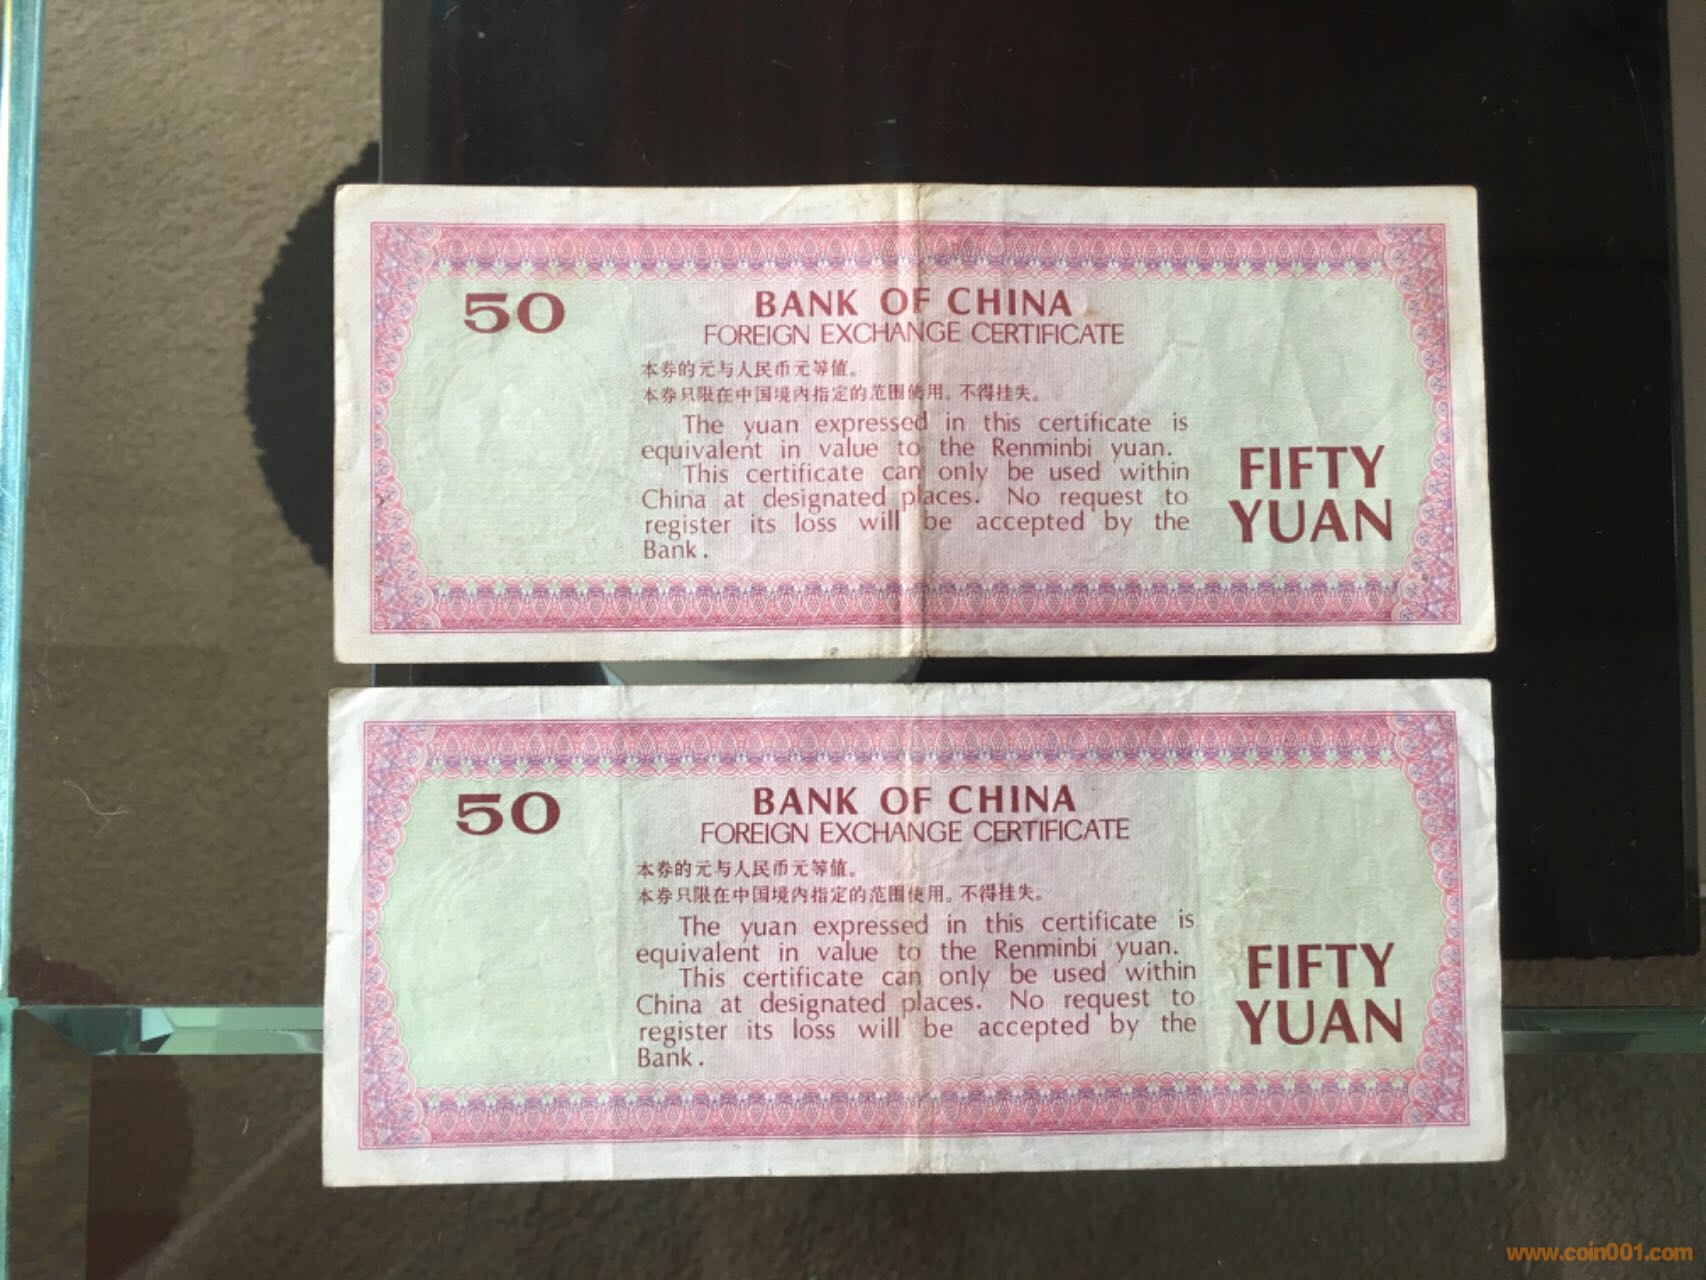 50
BANK OF CHINA
FOREIGN EXCHANGE CERTIFICATE
本券的元与人民币元等值。
本券只限在中国境内指定的范围使用。不得挂失。
The yuan expressed in this certificate is
equivalent in value to the Renminbi yuan.
This certificate can only be used within
China at designated places. No request to
register its loss will be accepted by the
Bank.
FIFTY
YUAN
50
BANK OF CHINA
FOREIGN EXCHANGE CERTIFICATE
本券的元与人民币元等值。
本券只限在中国境内指定的范围使用。不得挂失。
The yuan expressed in this certificate is
equivalent in value to the Renminbi yuan.
This certificate can only be used within
China at designated places. No request to
register its loss will be accepted by the
Bank.
FIFTY
YUAN
www.coin001.com